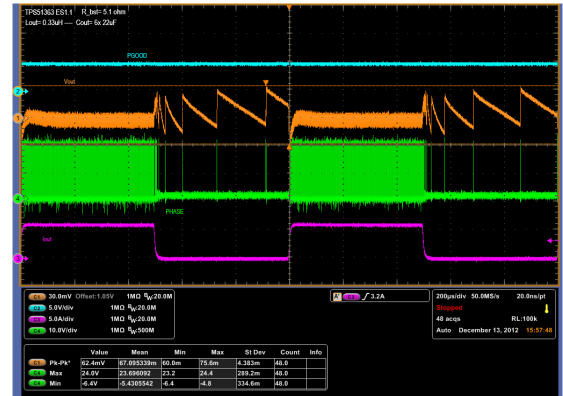 TPS51363 ES1.1 R_bst= 5.1 ohm
Lout= 0.33uH --- Cout= 6x 22uF
PGOOD
Vout
PHASE
Iout
2
1
4
3
C1 30.0mV Offset:1.05V 1MΩ BW:20.0M
C2 5.0V/div 1MΩ BW:20.0M
C3 5.0A/div 1MΩ BW:20.0M
C4 10.0V/div 1MΩ BW:500M
A' C3 3.2A
200µs/div 50.0MS/s 20.0ns/pt
Stopped
48 acqs RL:100k
Auto December 13, 2012 15:57:48
Value Mean Min Max St Dev Count Info
C1 Pk-Pk* 62.4mV 67.095339m 60.0m 75.6m 4.383m 48.0
C4 Max 24.0V 23.696092 23.2 24.4 289.2m 48.0
C4 Min -6.4V -5.4305542 -6.4 -4.8 334.6m 48.0